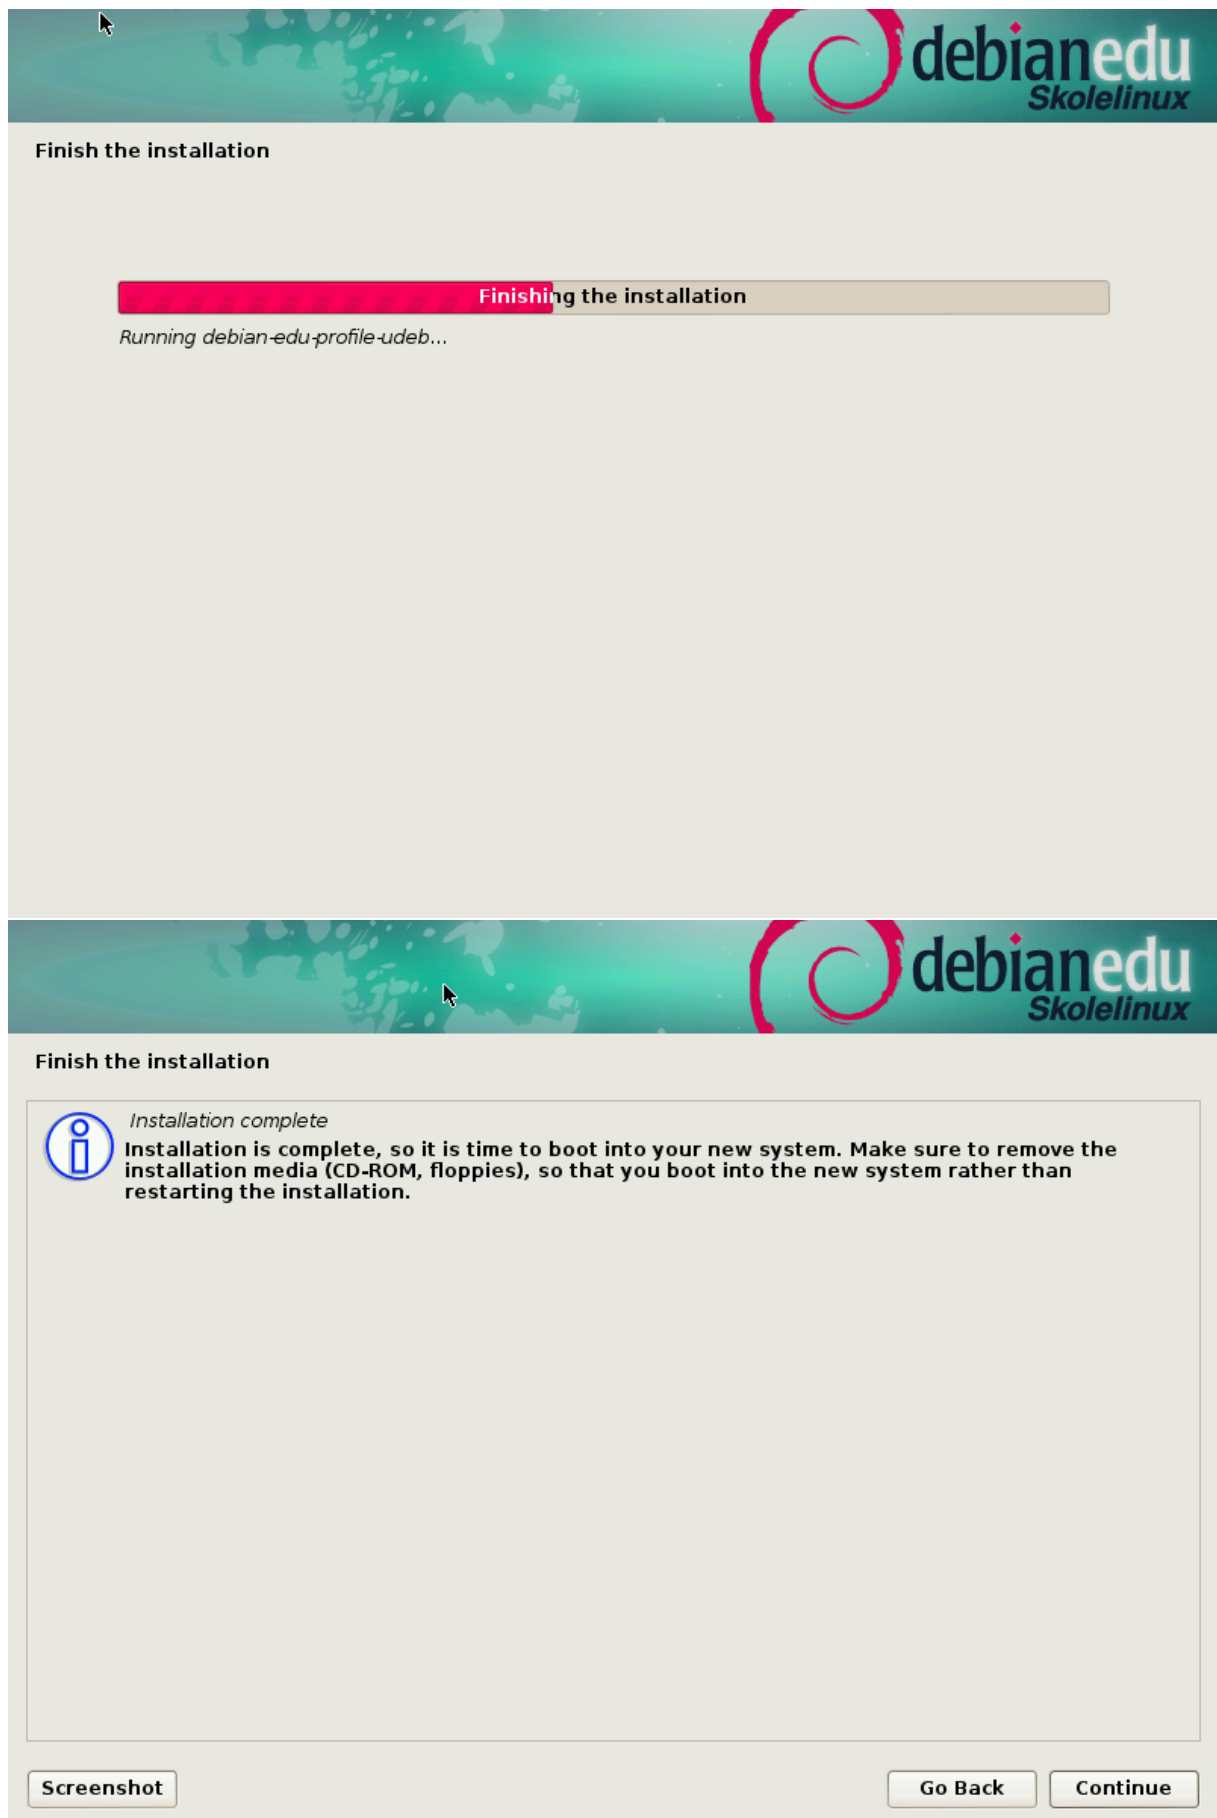 debianedu
Skolelinux
Finish the installation
Finishing the installation
Running debian-edu-profile-udeb...
debianedu
Skolelinux
Finish the installation
Installation complete
Installation is complete, so it is time to boot into your new system. Make sure to remove the
installation media (CD-ROM, floppies), so that you boot into the new system rather than
restarting the installation.
Screenshot
Go Back
Continue